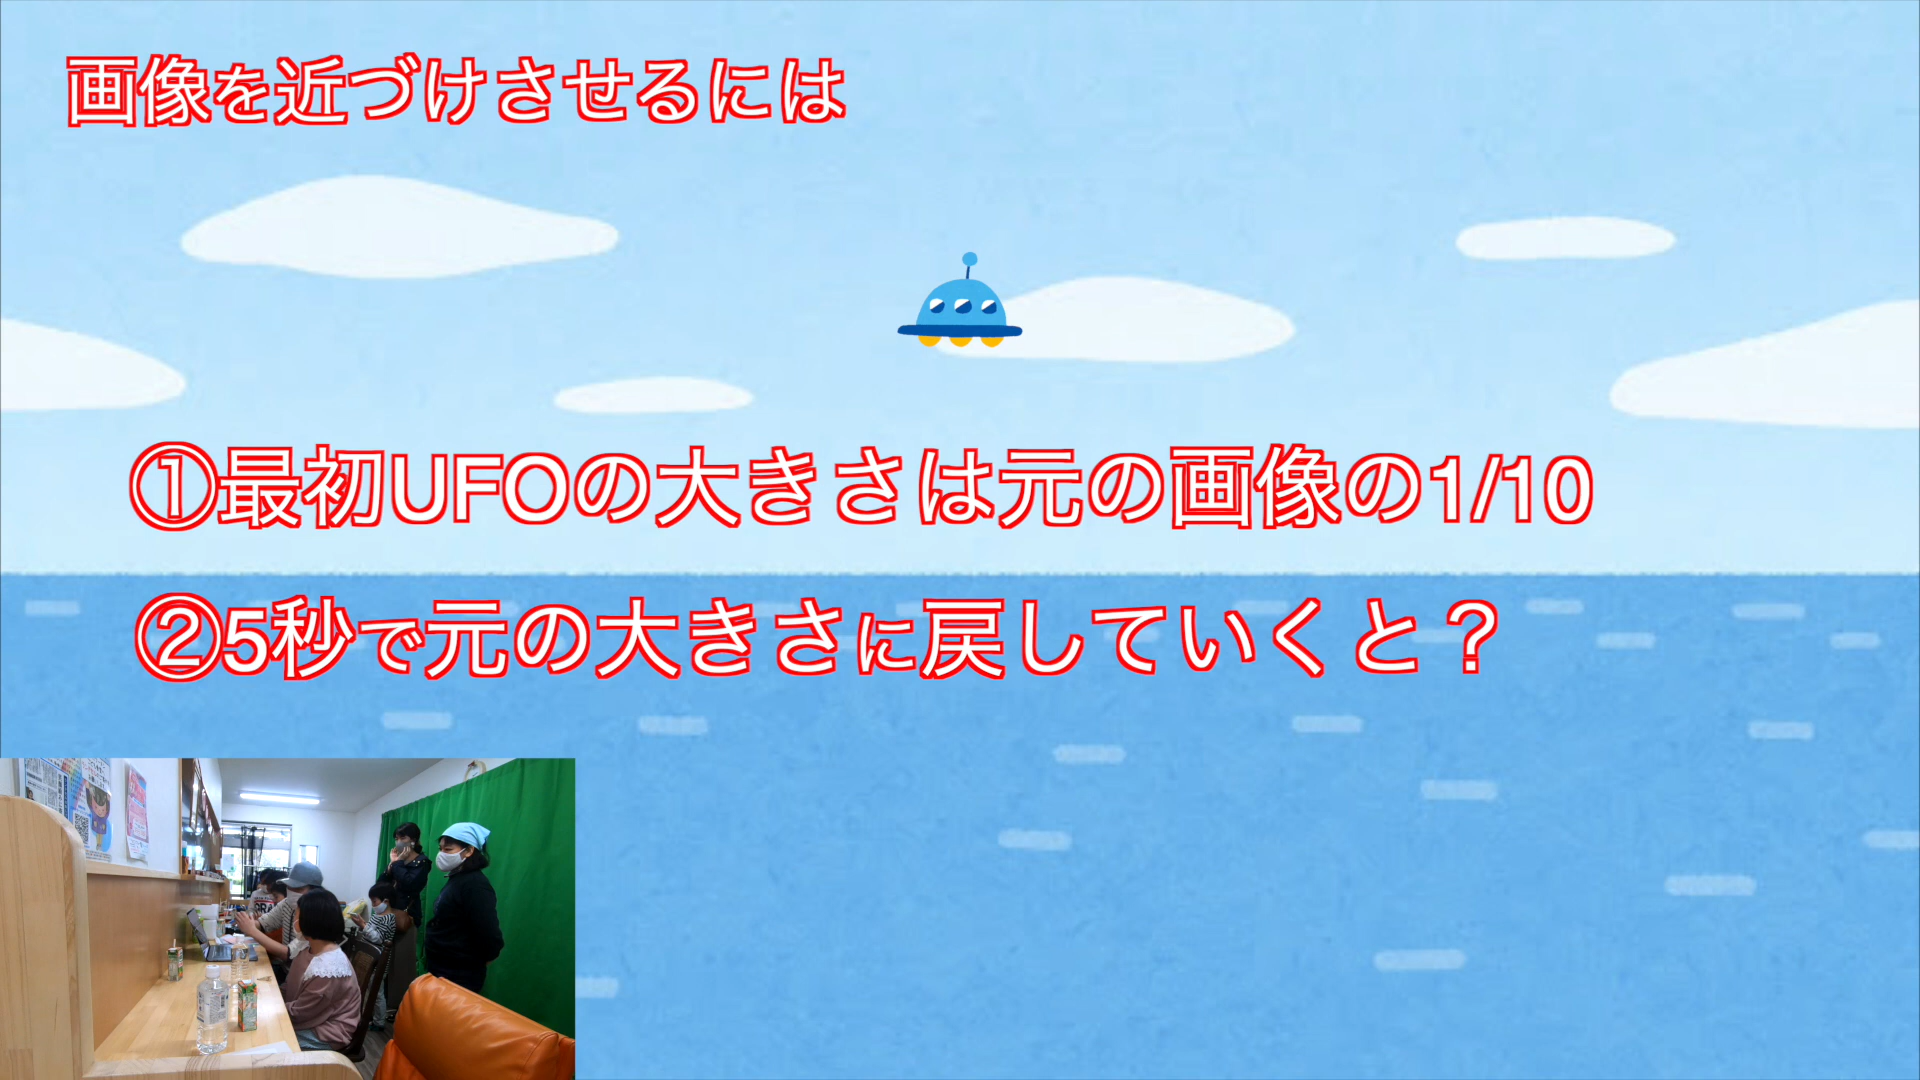 画像を近づけさせるには
①最初UFOの大きさは元の画像の1/10
②5秒で元の大きさに戻していくと？